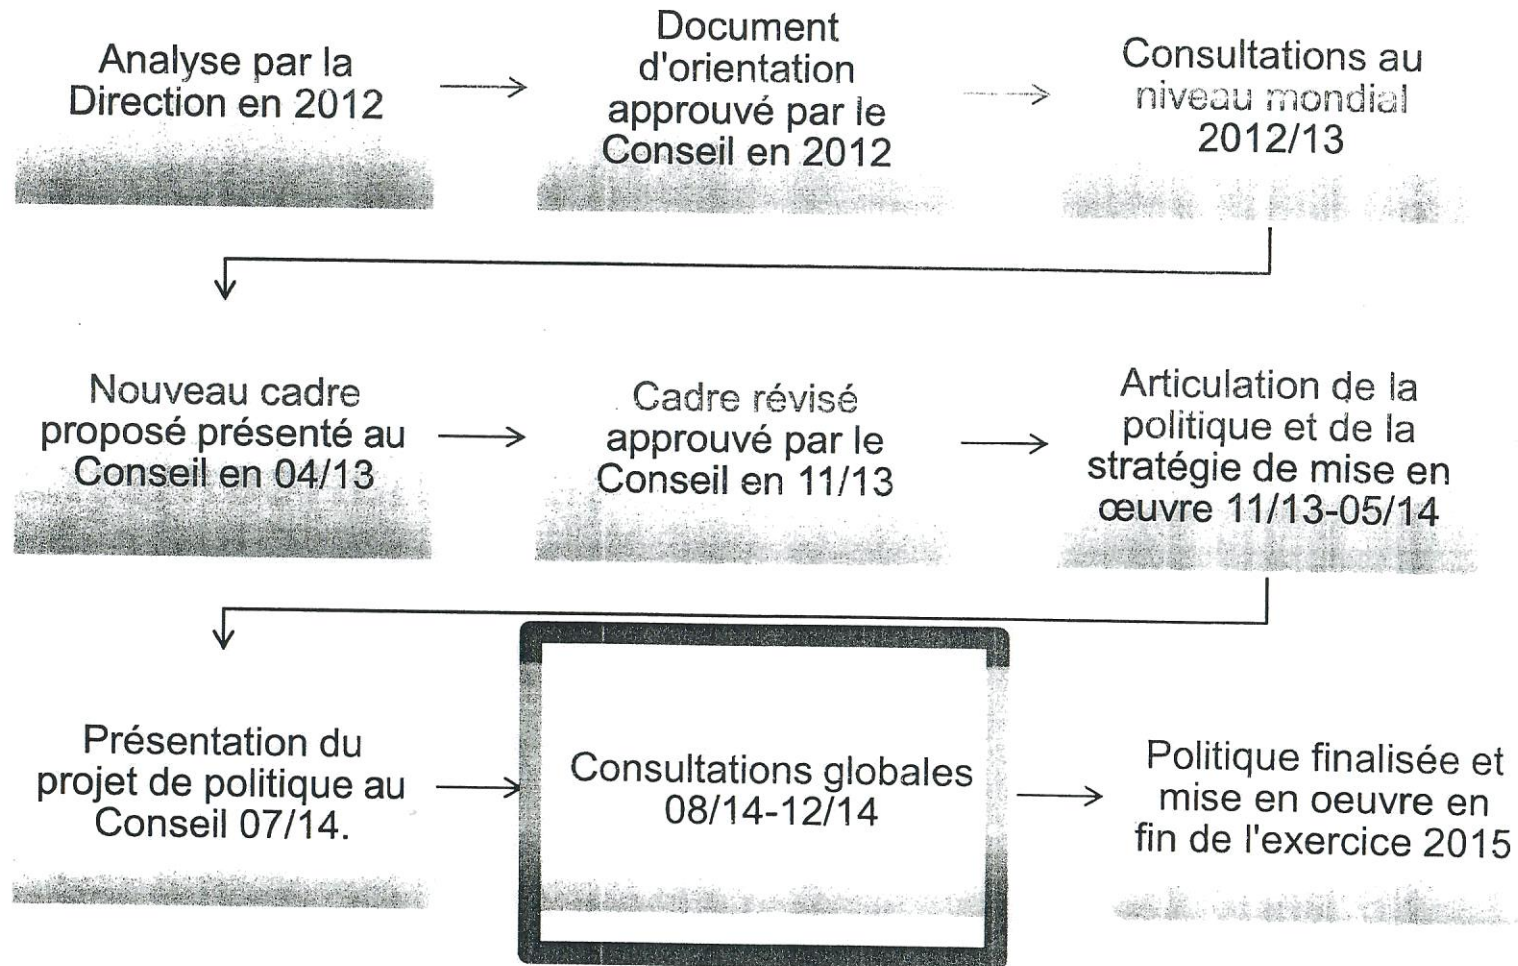 Analyse par la
Direction en 2012
Document
d'orientation
approuvé par le
Conseil en 2012
Consultations au
niveau mondial
2012/13
Nouveau cadre
proposé présenté au
Conseil en 04/13
Cadre révisé
approuvé par le
Conseil en 11/13
Articulation de la
politique et de la
stratégie de mise en
œuvre 11/13-05/14
Présentation du
projet de politique au
Conseil 07/14.
Consultations globales
08/14-12/14
Politique finalisée et
mise en oeuvre en
fin de l'exercice 2015